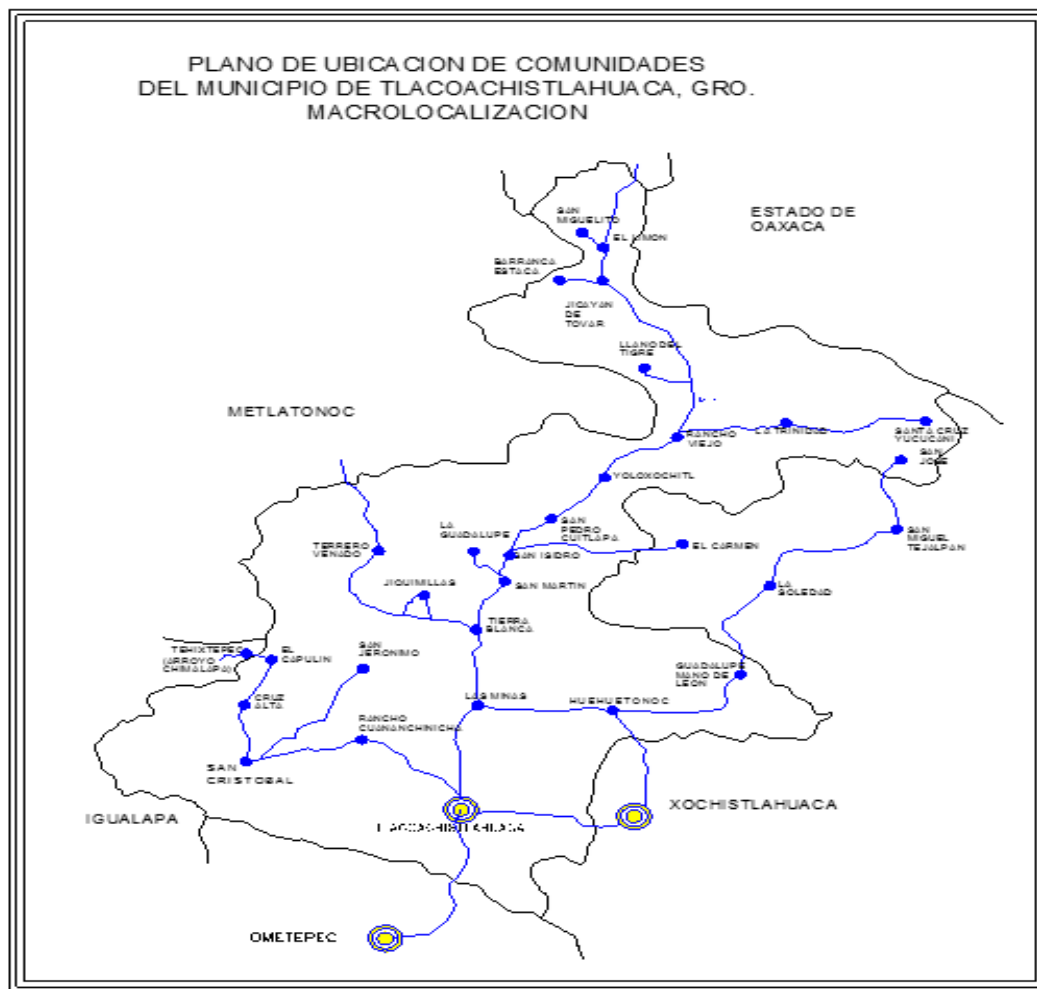 PLANO DE UBICACION DE COMUNIDADES
DEL MUNICIPIO DE TLACOACHISTLAHUACA, GRO.
MACROLOCALIZACION
ESTADO DE
OAXACA
SAN
MIGUELITO
EL LIMON
BARRANCA
ESTACA
JICAYAN
DE
TOVAR
LLANO DEL
TIGRE
METLATONOC
RANCHO
VIEJO
LA TRINIDAD
SANTA CRUZ
YUCUCANI
SAN
JOSE
YOLOXOCHITL
SAN
PEDRO
CUITLAPA
LA
GUADALUPE
TERRERO
VENADO
SAN ISIDRO
EL CARMEN
SAN
MIGUEL
TEJALPAN
JIQUIMILLAS
SAN MARTIN
LA
SOLEDAD
TIERRA
BLANCA
TEHIXTEPEC
(ARROYO
CHIMALAPA)
EL
CAPULIN
SAN
JERONIMO
GUADALUPE
MANO DE
LEON
CRUZ
ALTA
LAS MINAS
HUEHUETONOC
RANCHO
CUANANCHINICHA
SAN
CRISTOBAL
IGUALAPA
XOCHISTLAHUACA
TLACOACHISTLAHUACA
OMETEPEC